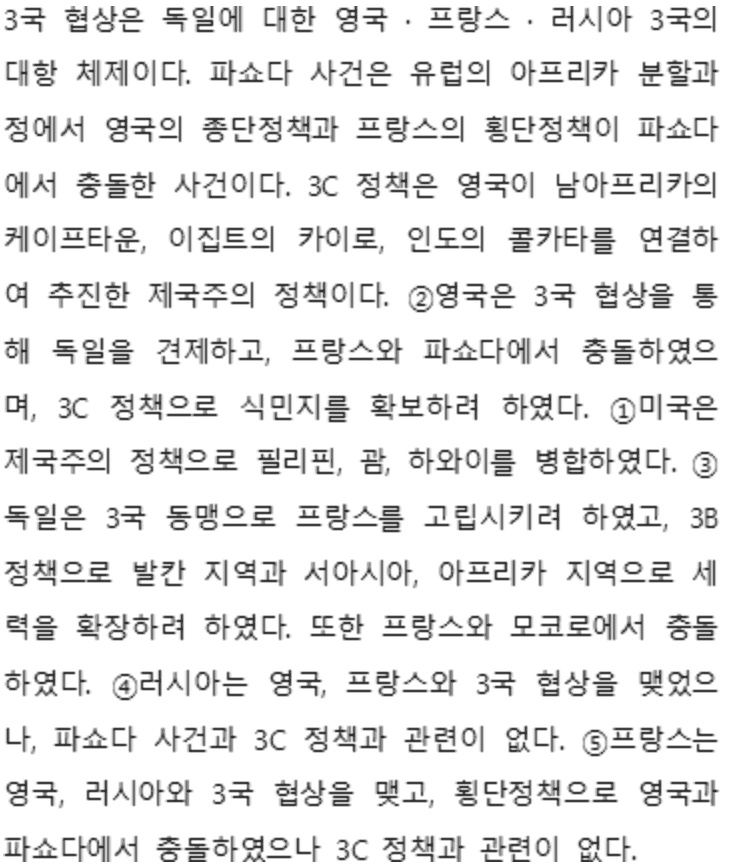 3국 협상은 독일에 대한 영국 · 프랑스 · 러시아 3국의
대항 체제이다. 파쇼다 사건은 유럽의 아프리카 분할과
정에서 영국의 종단정책과 프랑스의 횡단정책이 파쇼다
에서 충돌한 사건이다. 3C 정책은 영국이 남아프리카의
케이프타운, 이집트의 카이로, 인도의 콜카타를 연결하
여 추진한 제국주의 정책이다. ②영국은 3국 협상을 통
해 독일을 견제하고, 프랑스와 파쇼다에서 충돌하였으
며, 3C 정책으로 식민지를 확보하려 하였다. ①미국은
제국주의 정책으로 필리핀, 괌, 하와이를 병합하였다. ③
독일은 3국 동맹으로 프랑스를 고립시키려 하였고, 3B
정책으로 발칸 지역과 서아시아, 아프리카 지역으로 세
력을 확장하려 하였다. 또한 프랑스와 모코로에서 충돌
하였다. ④러시아는 영국, 프랑스와 3국 협상을 맺었으
나, 파쇼다 사건과 3C 정책과 관련이 없다. ⑤프랑스는
영국, 러시아와 3국 협상을 맺고, 횡단정책으로 영국과
파쇼다에서 충돌하였으나 3C 정책과 관련이 없다.